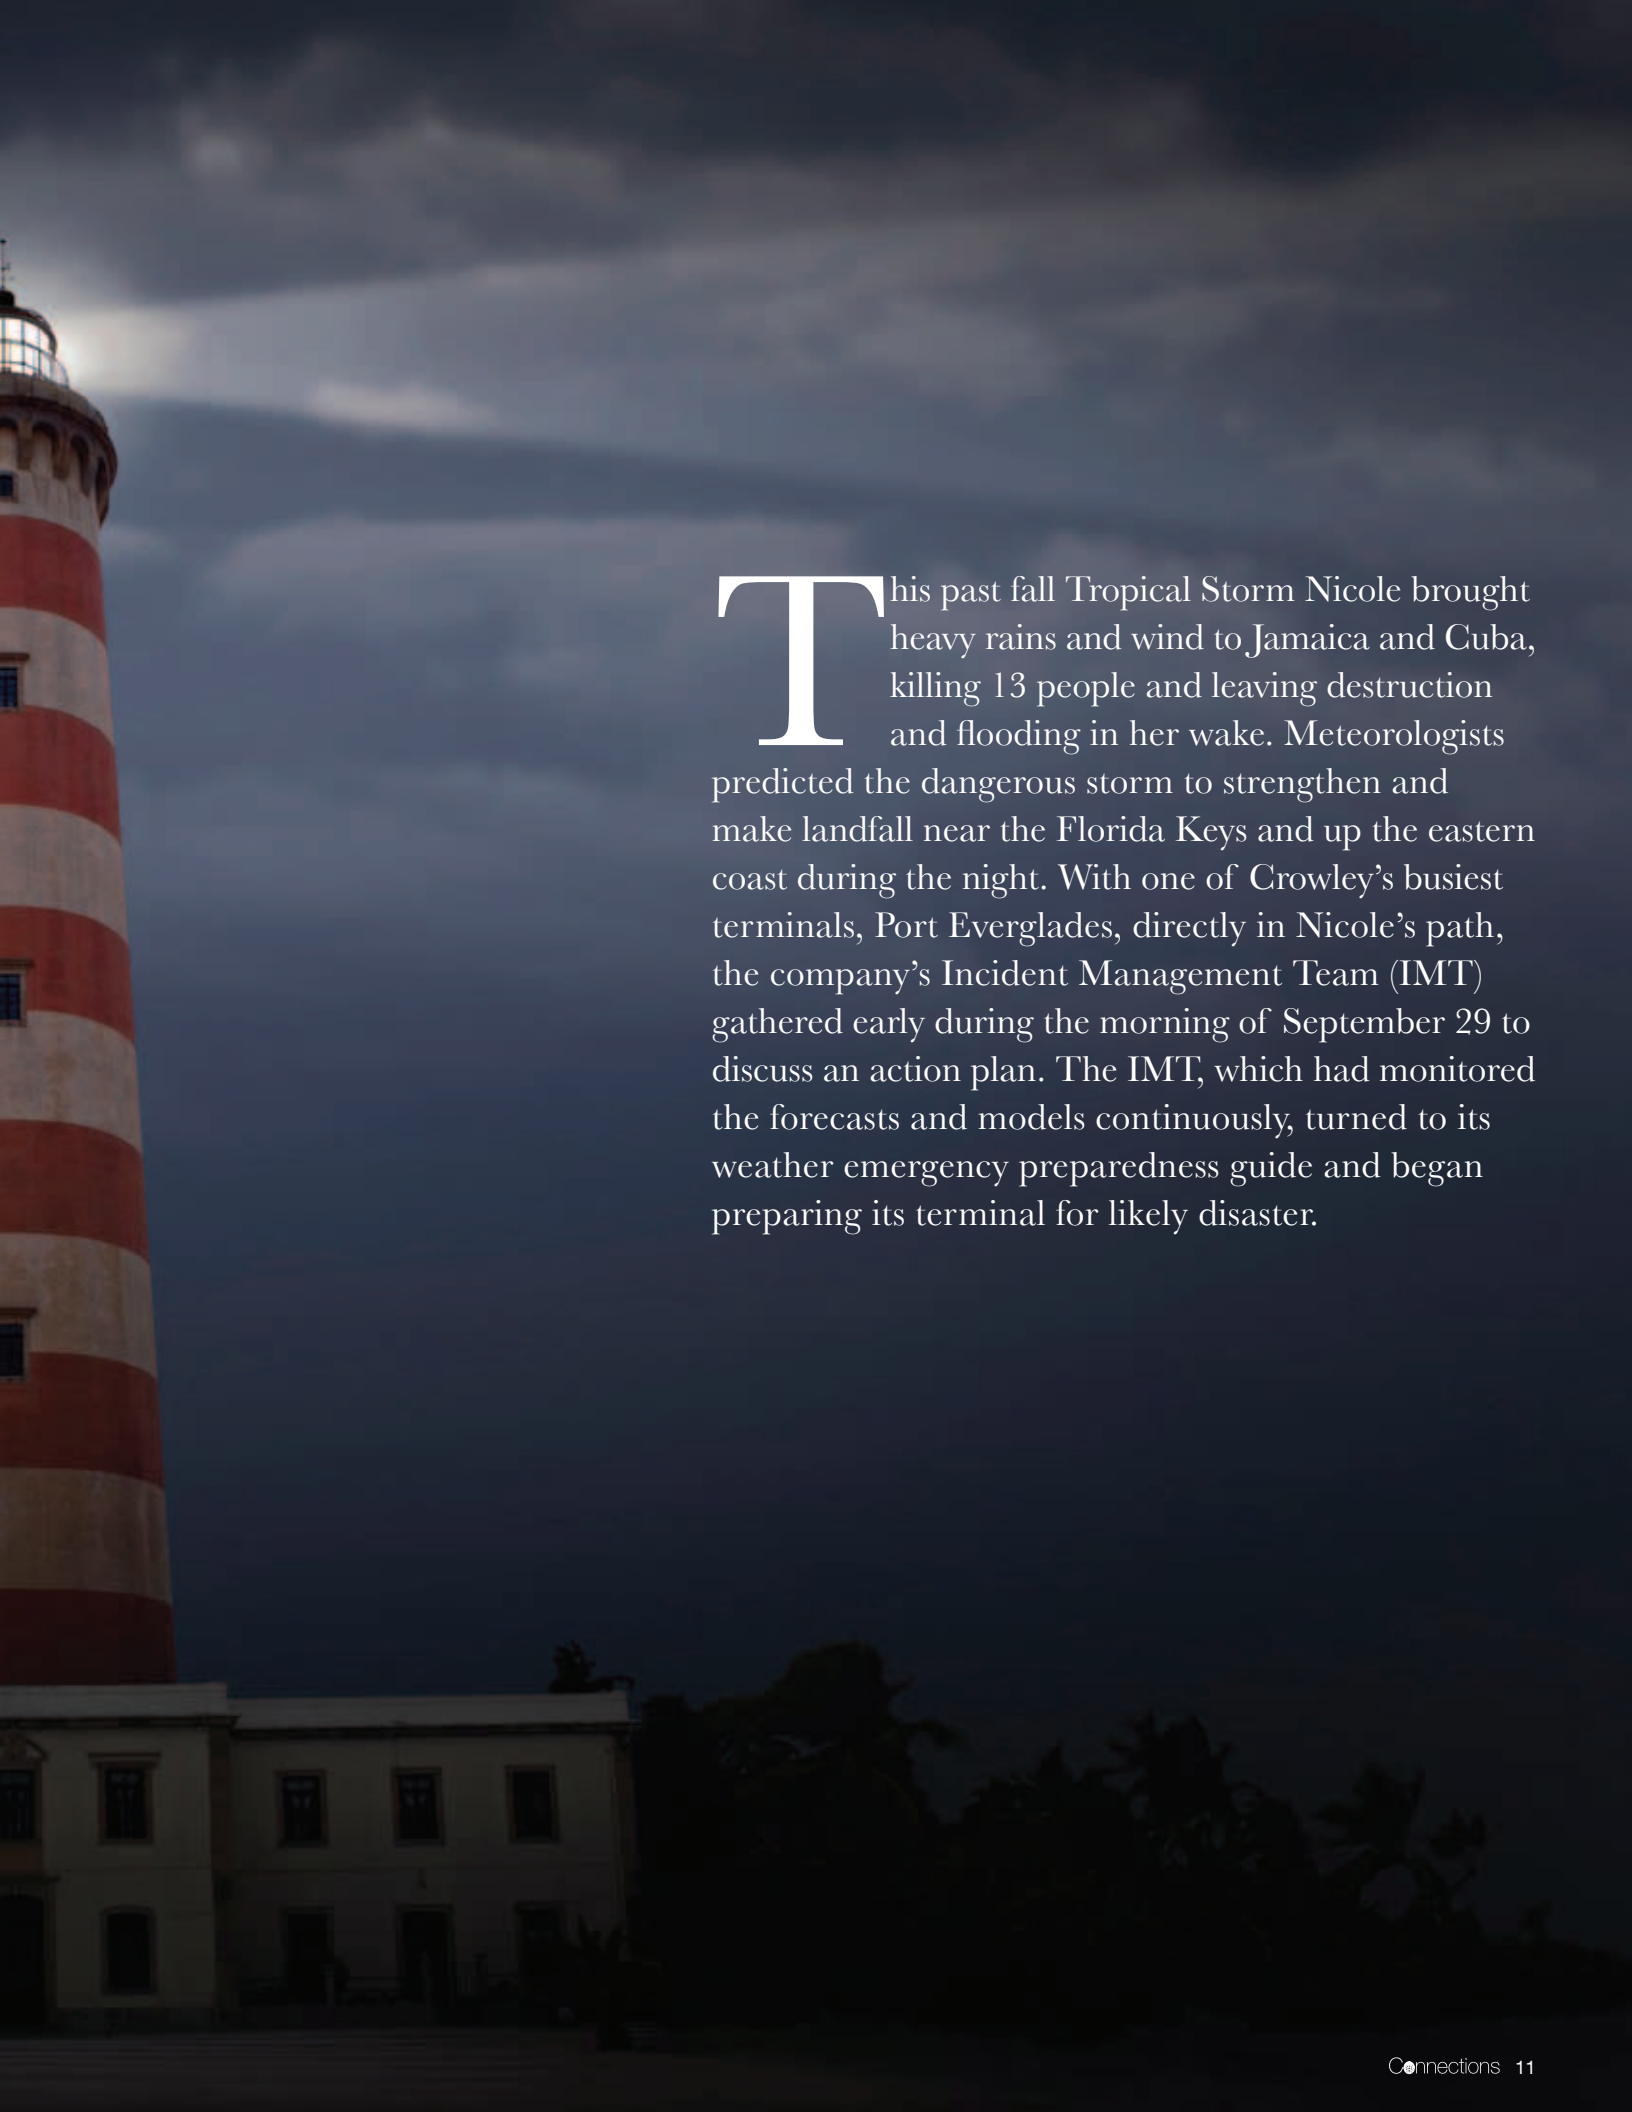 This past fall Tropical Storm Nicole brought
heavy rains and wind to Jamaica and Cuba,
killing 13 people and leaving destruction
and flooding in her wake. Meteorologists
predicted the dangerous storm to strengthen and
make landfall near the Florida Keys and up the eastern
coast during the night. With one of Crowley’s busiest
terminals, Port Everglades, directly in Nicole’s path,
the company’s Incident Management Team (IMT)
gathered early during the morning of September 29 to
discuss an action plan. The IMT, which had monitored
the forecasts and models continuously, turned to its
weather emergency preparedness guide and began
preparing its terminal for likely disaster.
Connections 11